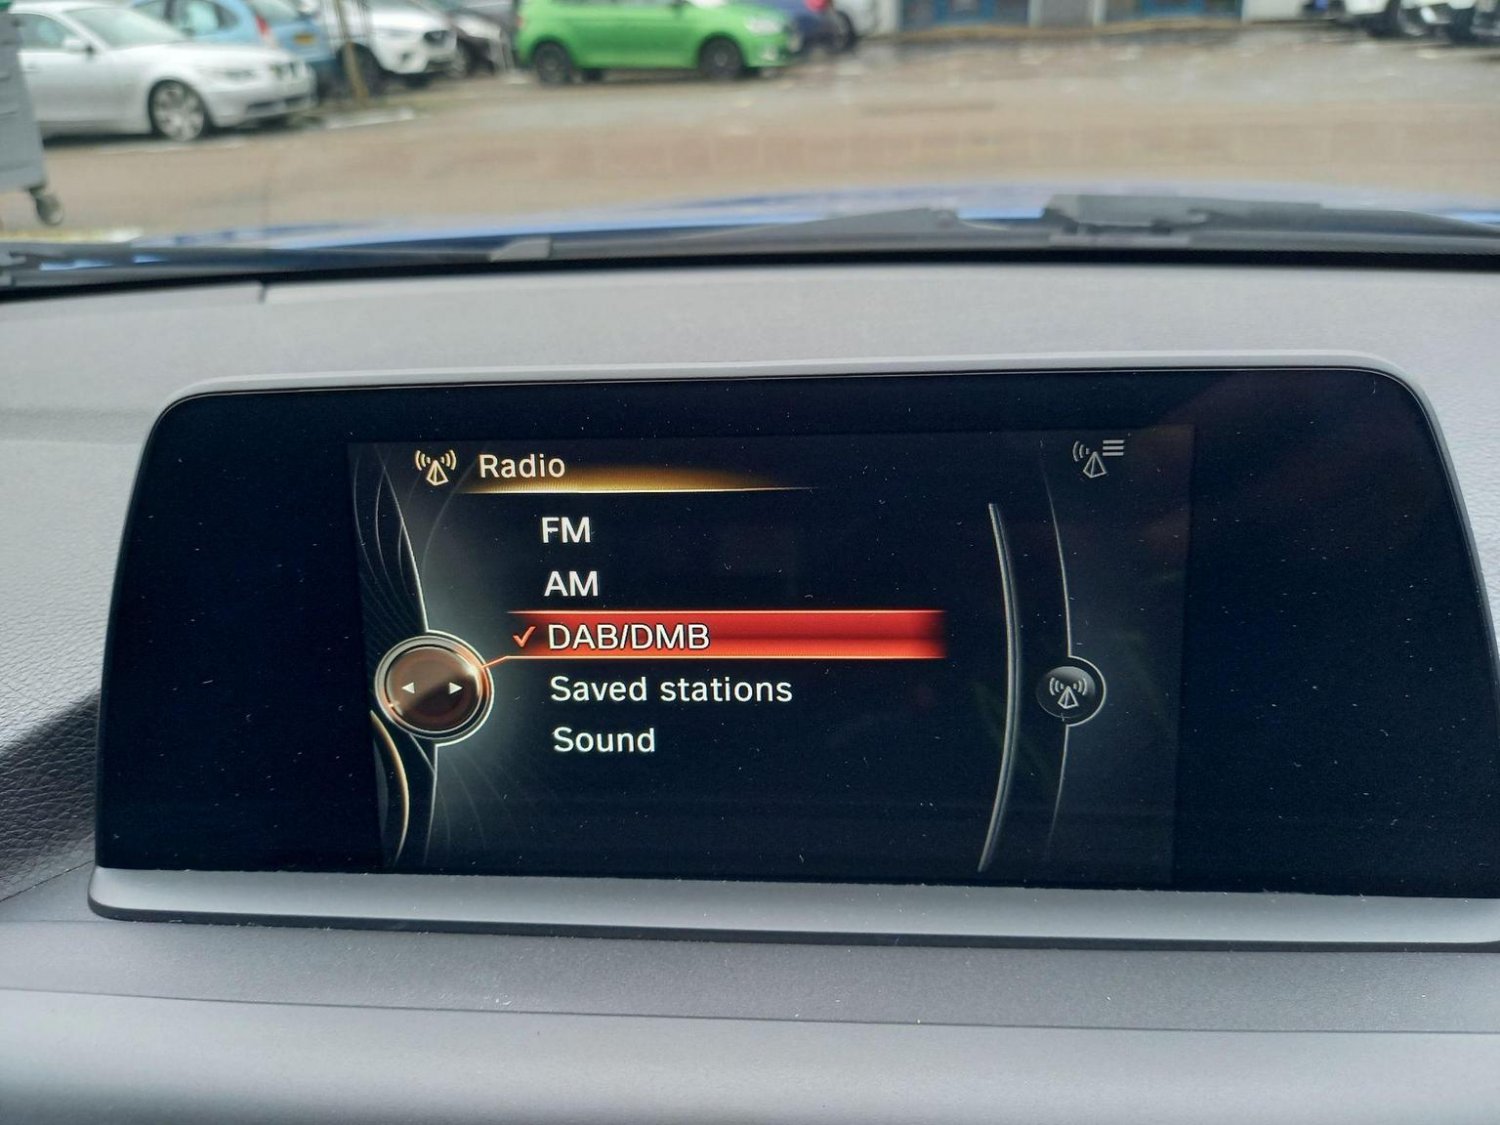 Radio
FM
AM
DAB/DMB
Saved stations
Sound